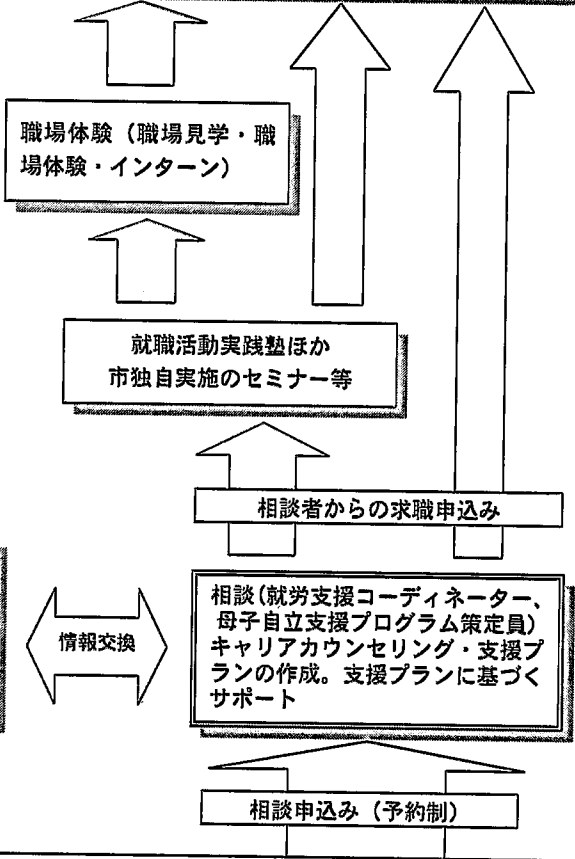 職場体験（職場見学・職
場体験・インターン）
就職活動実践塾ほか
市独自実施のセミナー等
相談者からの求職申込み
情報交換
相談（就労支援コーディネーター、
母子自立支援プログラム策定員）
キャリアカウンセリング・支援プ
ランの作成。支援プランに基づく
サポート
相談申込み（予約制）